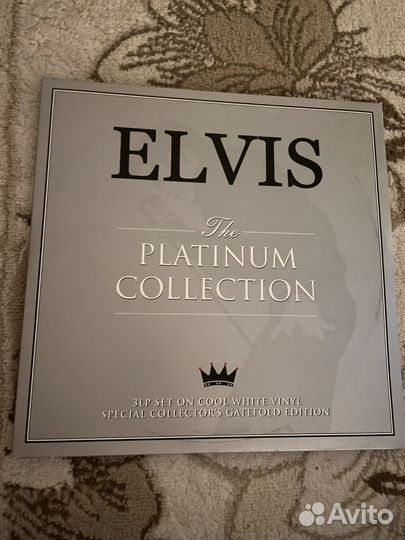 ELVIS
The
PLATINUM
COLLECTION
3LP SET ON COOL WHITE VINYL
SPECIAL COLLECTOR'S GATEFOLD EDITION
Avito